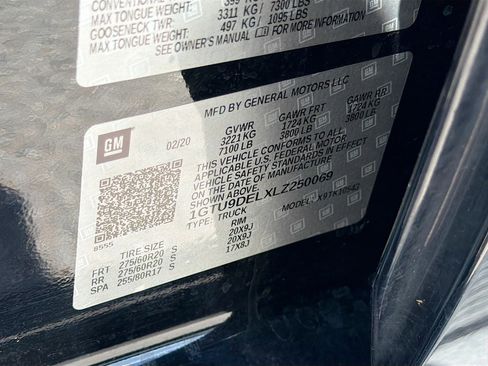 CONVENTIONAL
MAX TONGUE WEIGHT:
3311 KG / 7300 LBS
GOOSENECK TWR:
497 KG / 1095 LBS
MAX TONGUE WEIGHT:
SEE OWNER'S MANUAL
FOR MORE
MFD BY GENERAL MOTORS LLC
GM
02/20
GVWR GAWR FRT GAWR RR
3221 KG 1724 KG 1724 KG
7100 LB 3800 LB 3800 LB
THIS VEHICLE CONFORMS TO ALL
APPLICABLE U.S. FEDERAL MOTOR
VEHICLE SAFETY STANDARDS IN
EFFECT ON THE DATE OF
MANUFACTURE SHOWN ABOVE.
1GTU9DELXLZ250069
TYPE: TRUCK MODEL:
8555
TIRE SIZE RIM
FRT 275/60R20 S 20X9J
RR 275/60R20 S 20X9J
SPA 255/80R17 S 17X8J